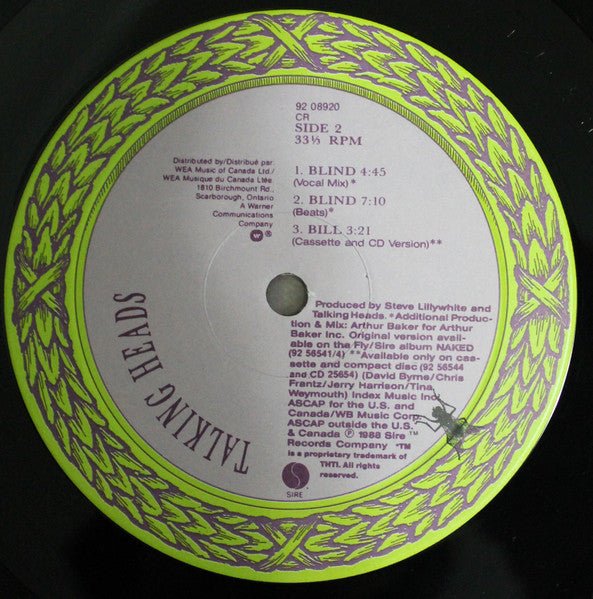 92 08920
CR
SIDE 2
33⅓ RPM
Distributed by/Distribué par:
WEA Music of Canada Ltd./
WEA Musique du Canada Ltée.
1810 Birchmount Rd.,
Scarborough, Ontario
A Warner
Communications
Company
W ®
1. BLIND 4:45
(Vocal Mix)*
2. BLIND 7:10
(Beats)*
3. BILL 3:21
(Cassette and CD Version)**
TALKING HEADS
Produced by Steve Lillywhite and
Talking Heads. *Additional Produc-
tion & Mix: Arthur Baker for Arthur
Baker Inc. Original version avail-
able on the Fly/Sire album NAKED
(92 56541/4) **Available only on cas-
sette and compact disc (92 56544
and CD 25654) (David Byrne/Chris
Frantz/Jerry Harrison/Tina
Weymouth) Index Music Inc.
ASCAP for the U.S. and
Canada/WB Music Corp.
ASCAP outside the U.S.
& Canada ℗ 1988 Sire
Records Company *™
is a proprietary trademark of
THTI. All rights
reserved.
S
SIRE